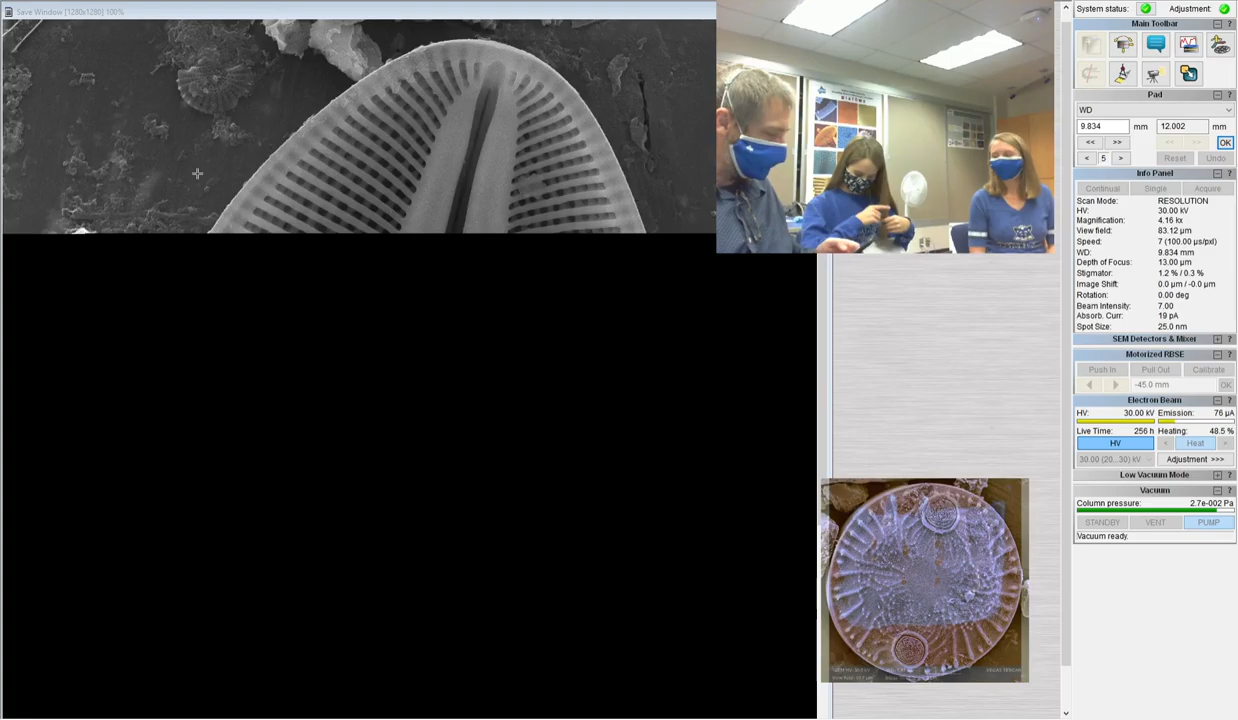 Save Window [1280x1280] 100%
DIATOMS
System status:
Adjustment:
Main Toolbar
Pad
WD
9.834 mm 12.002 mm
<< >> << >> OK
< 5 > Reset Undo
Info Panel
Continual Single Acquire
Scan Mode: RESOLUTION
HV: 30.00 kV
Magnification: 4.16 kx
View field: 83.12 µm
Speed: 7 (100.00 µs/pxl)
WD: 9.834 mm
Depth of Focus: 13.00 µm
Stigmator: 1.2 % / 0.3 %
Image Shift: 0.0 µm / -0.0 µm
Rotation: 0.00 deg
Beam Intensity: 7.00
Absorb. Curr: 19 pA
Spot Size: 25.0 nm
SEM Detectors & Mixer
Motorized RBSE
Push In Pull Out Calibrate
-45.0 mm OK
Electron Beam
HV: 30.00 kV Emission: 76 µA
Live Time: 256 h Heating: 48.5 %
HV < Heat >
30.00 (20...30) kV Adjustment >>>
Low Vacuum Mode
Vacuum
Column pressure: 2.7e-002 Pa
STANDBY VENT PUMP
Vacuum ready.